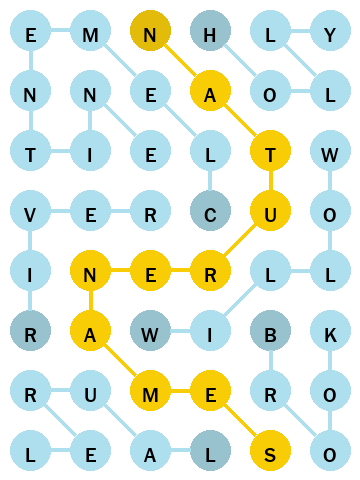 E M N H L Y
N N E A O L
T I E L T W
V E R C U O
I N E R L L
R A W I B K
R U M E R O
L E A L S O